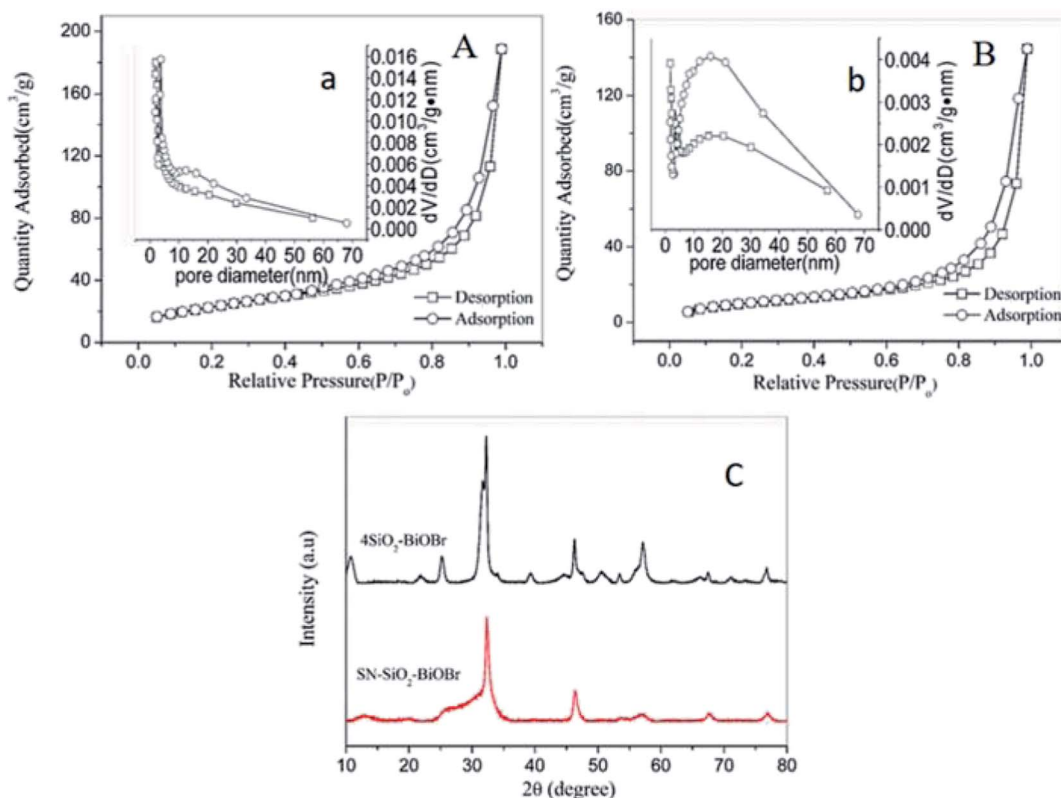 A
a
Quantity Adsorbed(cm³/g)
200
160
120
80
40
0
0.016
0.014
0.012
0.010
0.008
0.006
0.004
0.002
0.000
dV/dD(cm³/g•nm)
0 10 20 30 40 50 60 70
pore diameter(nm)
Desorption
Adsorption
0.0 0.2 0.4 0.6 0.8 1.0
Relative Pressure(P/Pₒ)
B
b
Quantity Adsorbed(cm³/g)
160
120
80
40
0
0.004
0.003
0.002
0.001
0.000
dV/dD(cm³/g•nm)
0 10 20 30 40 50 60 70
pore diameter(nm)
Desorption
Adsorption
0.0 0.2 0.4 0.6 0.8 1.0
Relative Pressure(P/Pₒ)
C
Intensity (a.u)
4SiO₂-BiOBr
SN-SiO₂-BiOBr
10 20 30 40 50 60 70 80
2θ (degree)